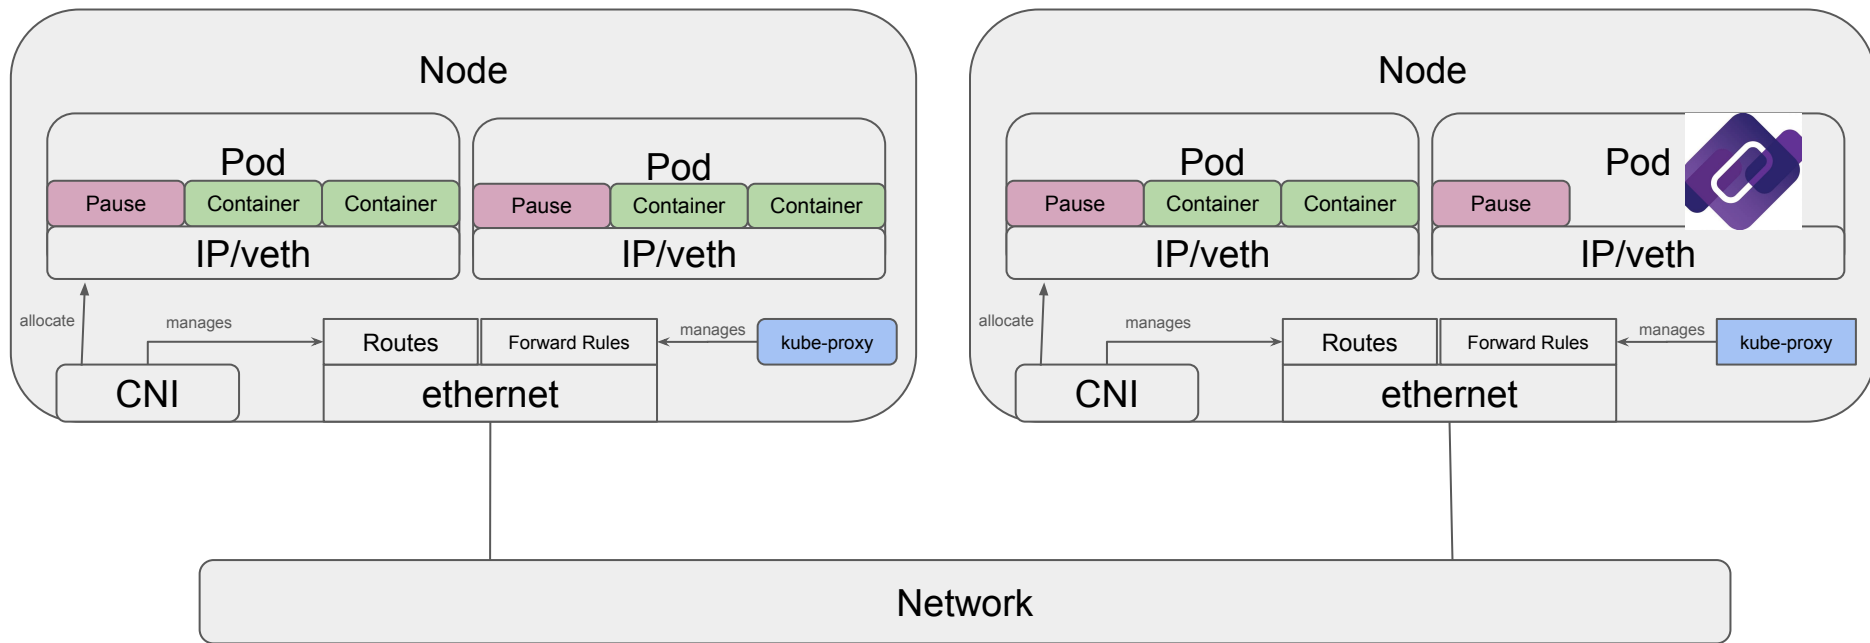 Node
Pod
Pause
Container
Container
IP/veth
Pod
Pause
Container
Container
IP/veth
allocate
manages
Routes
Forward Rules
manages
kube-proxy
CNI
ethernet
Node
Pod
Pause
Container
Container
IP/veth
Pod
Pause
IP/veth
allocate
manages
Routes
Forward Rules
manages
kube-proxy
CNI
ethernet
Network